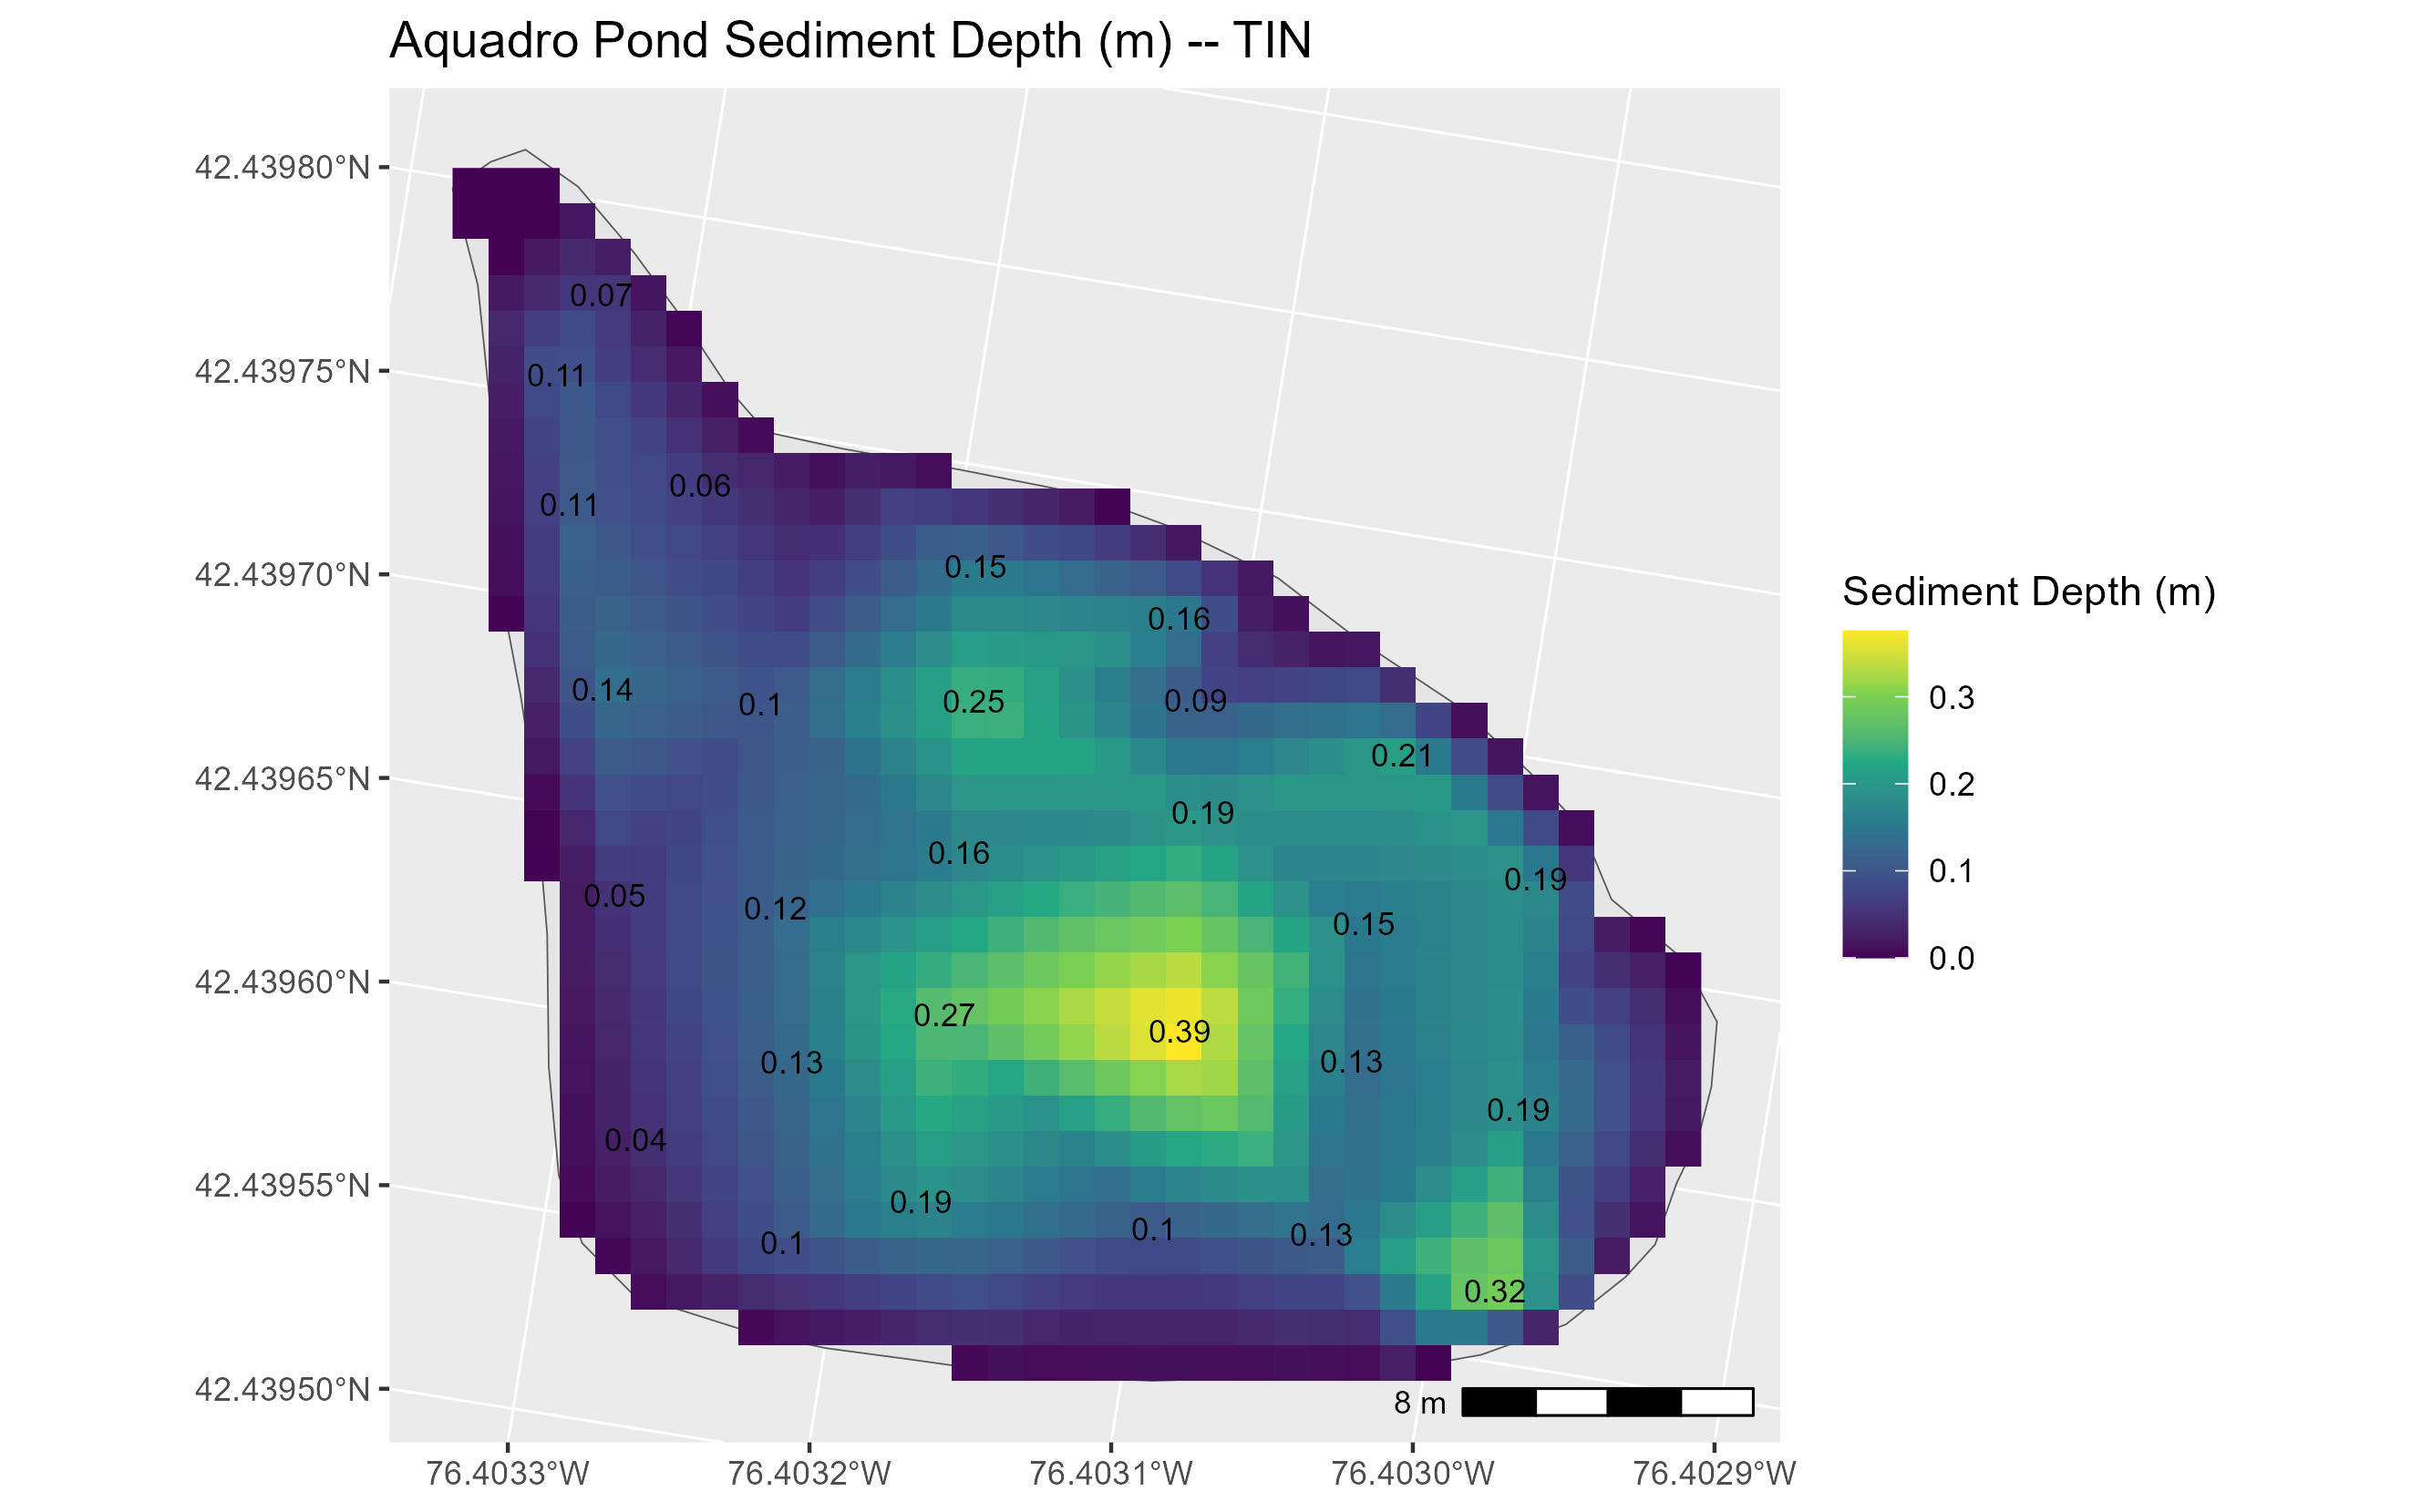 Aquadro Pond Sediment Depth (m) -- TIN
42.43980°N
42.43975°N
42.43970°N
42.43965°N
42.43960°N
42.43955°N
42.43950°N
0.07
0.11
0.06
0.11
0.15
0.16
0.14
0.1
0.25
0.09
0.21
0.19
0.16
0.19
0.05
0.12
0.15
0.27
0.39
0.13
0.13
0.19
0.04
0.19
0.1
0.13
0.1
0.32
8 m
76.4033°W
76.4032°W
76.4031°W
76.4030°W
76.4029°W
Sediment Depth (m)
0.3
0.2
0.1
0.0